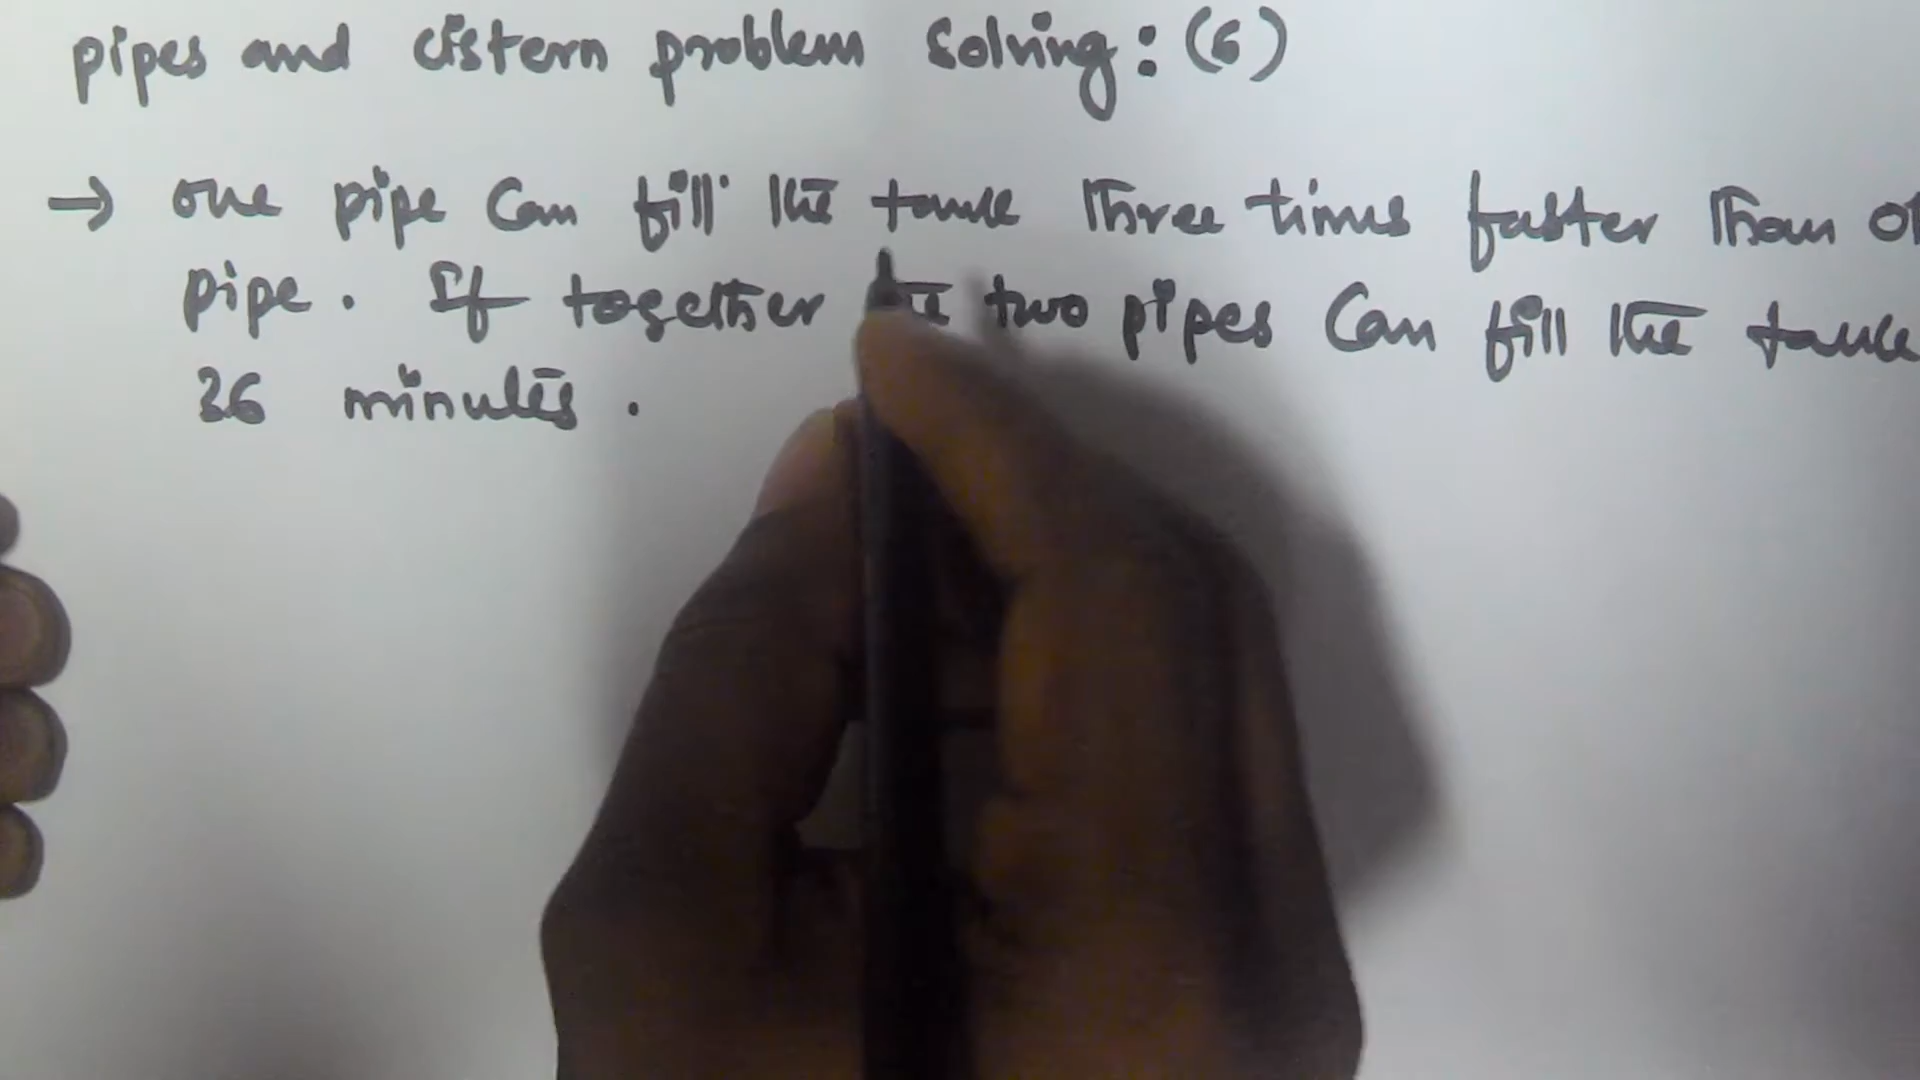 pipes and cistern problem solving: (6)
→ one pipe can fill the tank three times faster than
pipe. If together two pipes can fill the tank
36 minutes.